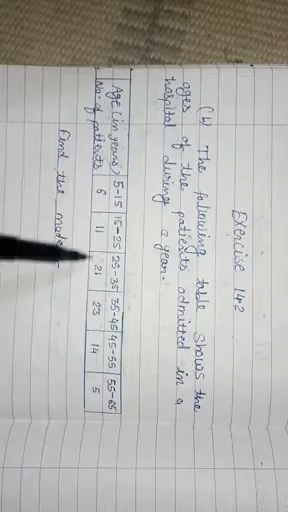 Exercise 14.2
(b) The following table shows the
ages of the patients admitted in a
hospital during a year.
Age (in years) 5-15 15-25 25-35 35-45 45-55 55-65
No. of patients 6 11 21 23 14 5
Find the mode